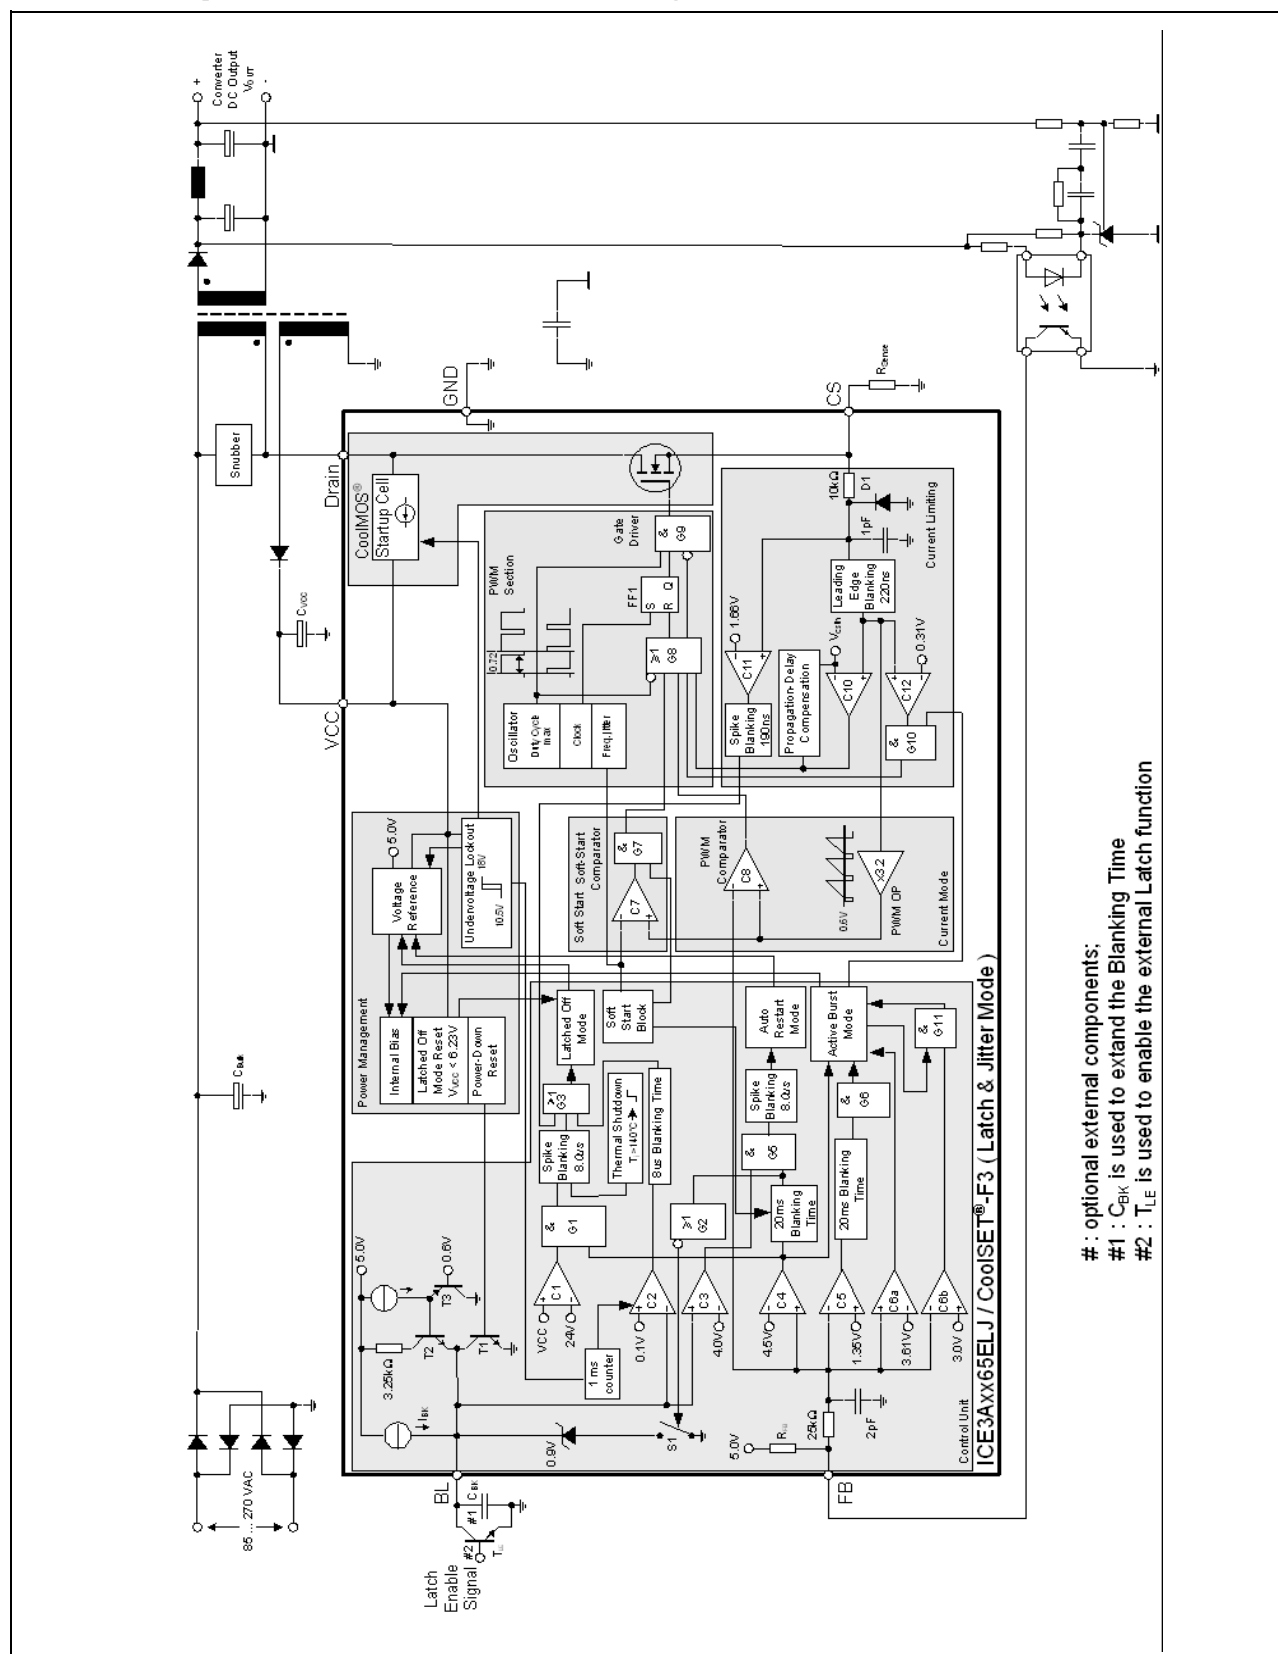 85 ... 270 VAC
C Bulk
Snubber
C VCC
+
Converter
DC Output
V OUT
-
VCC
Drain
GND
CS
R Sense
BL
FB
#1
C BK
#2
Latch
Enable
Signal
Power Management
Internal Bias
Latched Off
Mode Reset
V VCC < 6.23V
Power-Down
Reset
Voltage
Reference
5.0V
Undervoltage Lockout
18V
10.5V
CoolMOS®
Startup Cell
PWM
Section
0.72
Oscillator
Duty Cycle
max
Clock
Freq. jitter
≥1
G8
FF1
S
R
Q
Gate
Driver
&
G9
Soft Start
Soft-Start
Comparator
C7
&
G7
PWM
Comparator
C8
0.6V
x3.2
PWM OP
Current Mode
1.66V
C11
Spike
Blanking
190ns
Propagation-Delay
Compensation
V csth
C10
C12
0.31V
&
G10
Leading
Edge
Blanking
220ns
10kΩ
D1
1pF
Current Limiting
5.0V
3.25kΩ
I BK
T2
T3
0.6V
T1
0.9V
S1
1 ms
counter
VCC
24V
C1
0.1V
C2
4.0V
C3
4.5V
C4
1.35V
C5
3.61V
C6a
3.0V
C6b
&
G1
Spike
Blanking
8.0us
≥1
G3
Latched Off
Mode
Thermal Shutdown
Tj >140°C
8us Blanking Time
Soft
Start
Block
≥1
G2
20ms
Blanking
Time
&
G5
Spike
Blanking
8.0us
Auto
Restart
Mode
20ms Blanking
Time
&
G6
Active Burst
Mode
&
G11
5.0V
25kΩ
2pF
Control Unit
ICE3Axx65ELJ / CoolSET®-F3 ( Latch & Jitter Mode )
# : optional external components;
#1 : CBK is used to extand the Blanking Time
#2 : TLE is used to enable the external Latch function